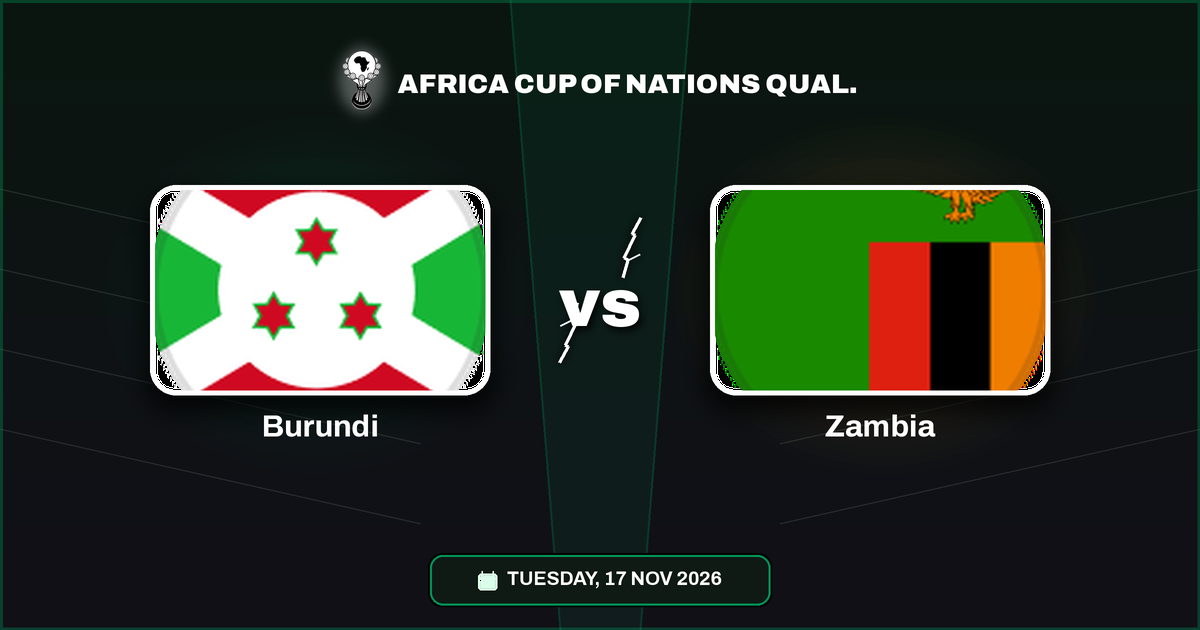 AFRICA CUP OF NATIONS QUAL.
VS
Burundi
Zambia
TUESDAY, 17 NOV 2026